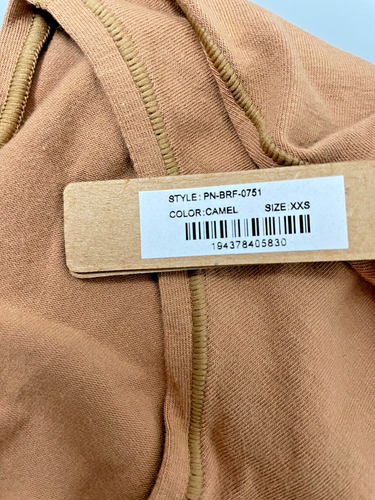 STYLE: PN-BRF-0751
COLOR:CAMEL SIZE:XXS
194378405830